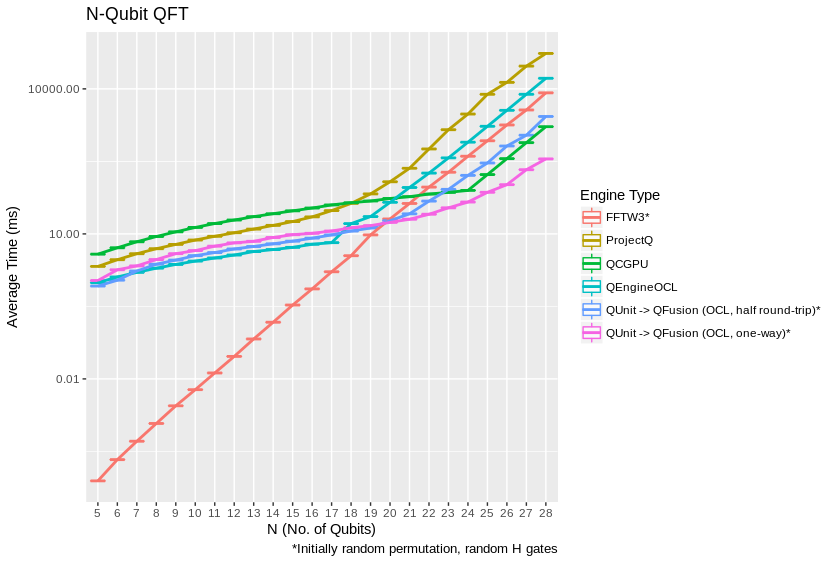 N-Qubit QFT
Average Time (ms)
10000.00
10.00
0.01
5 6 7 8 9 10 11 12 13 14 15 16 17 18 19 20 21 22 23 24 25 26 27 28
N (No. of Qubits)
*Initially random permutation, random H gates
Engine Type
FFTW3*
ProjectQ
QCGPU
QEngineOCL
QUnit -> QFusion (OCL, half round-trip)*
QUnit -> QFusion (OCL, one-way)*